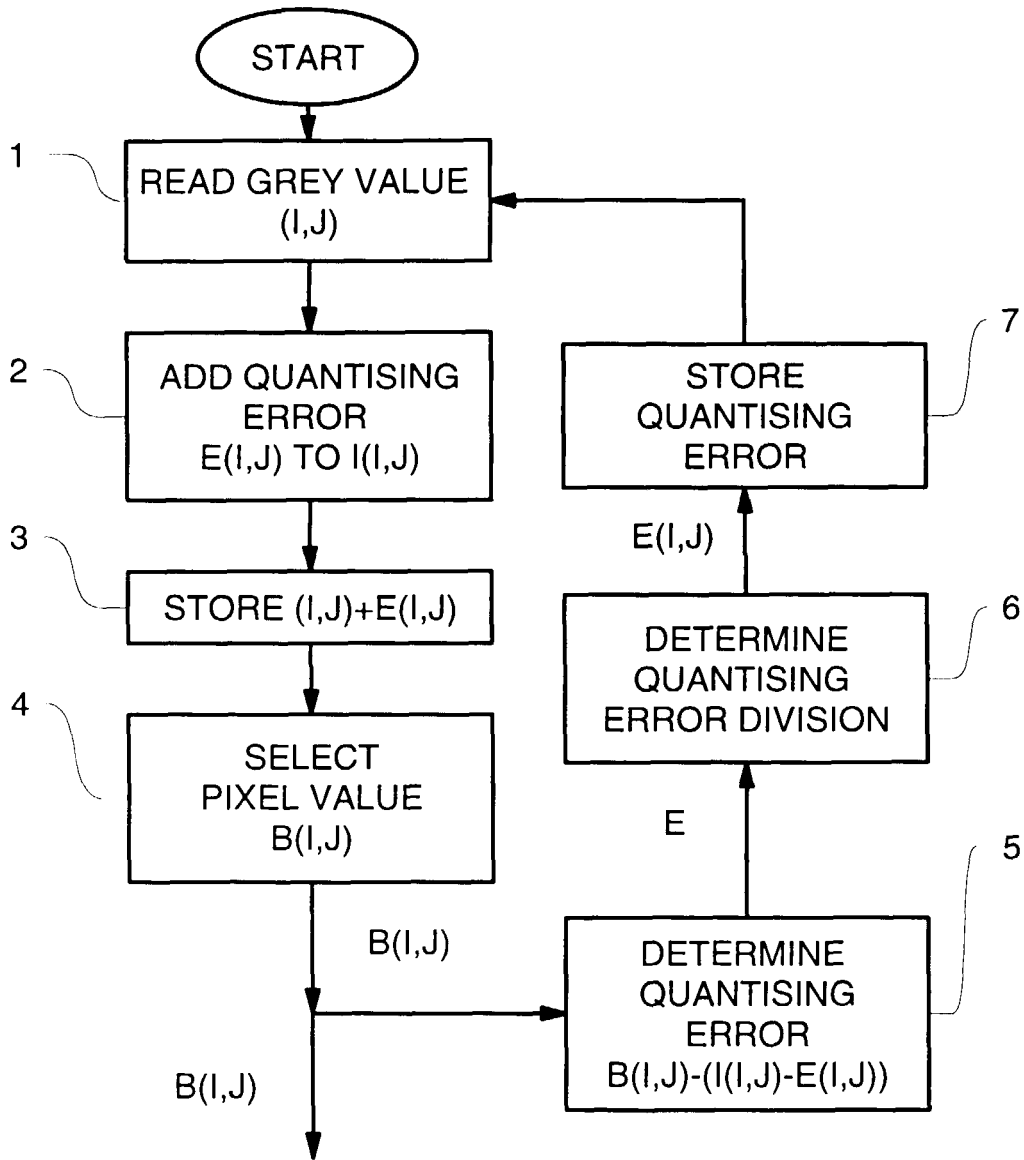 START
1
READ GREY VALUE
(I,J)
2
ADD QUANTISING
ERROR
E(I,J) TO I(I,J)
3
STORE (I,J)+E(I,J)
4
SELECT
PIXEL VALUE
B(I,J)
B(I,J)
B(I,J)
7
STORE
QUANTISING
ERROR
E(I,J)
6
DETERMINE
QUANTISING
ERROR DIVISION
E
5
DETERMINE
QUANTISING
ERROR
B(I,J)-(I(I,J)-E(I,J))